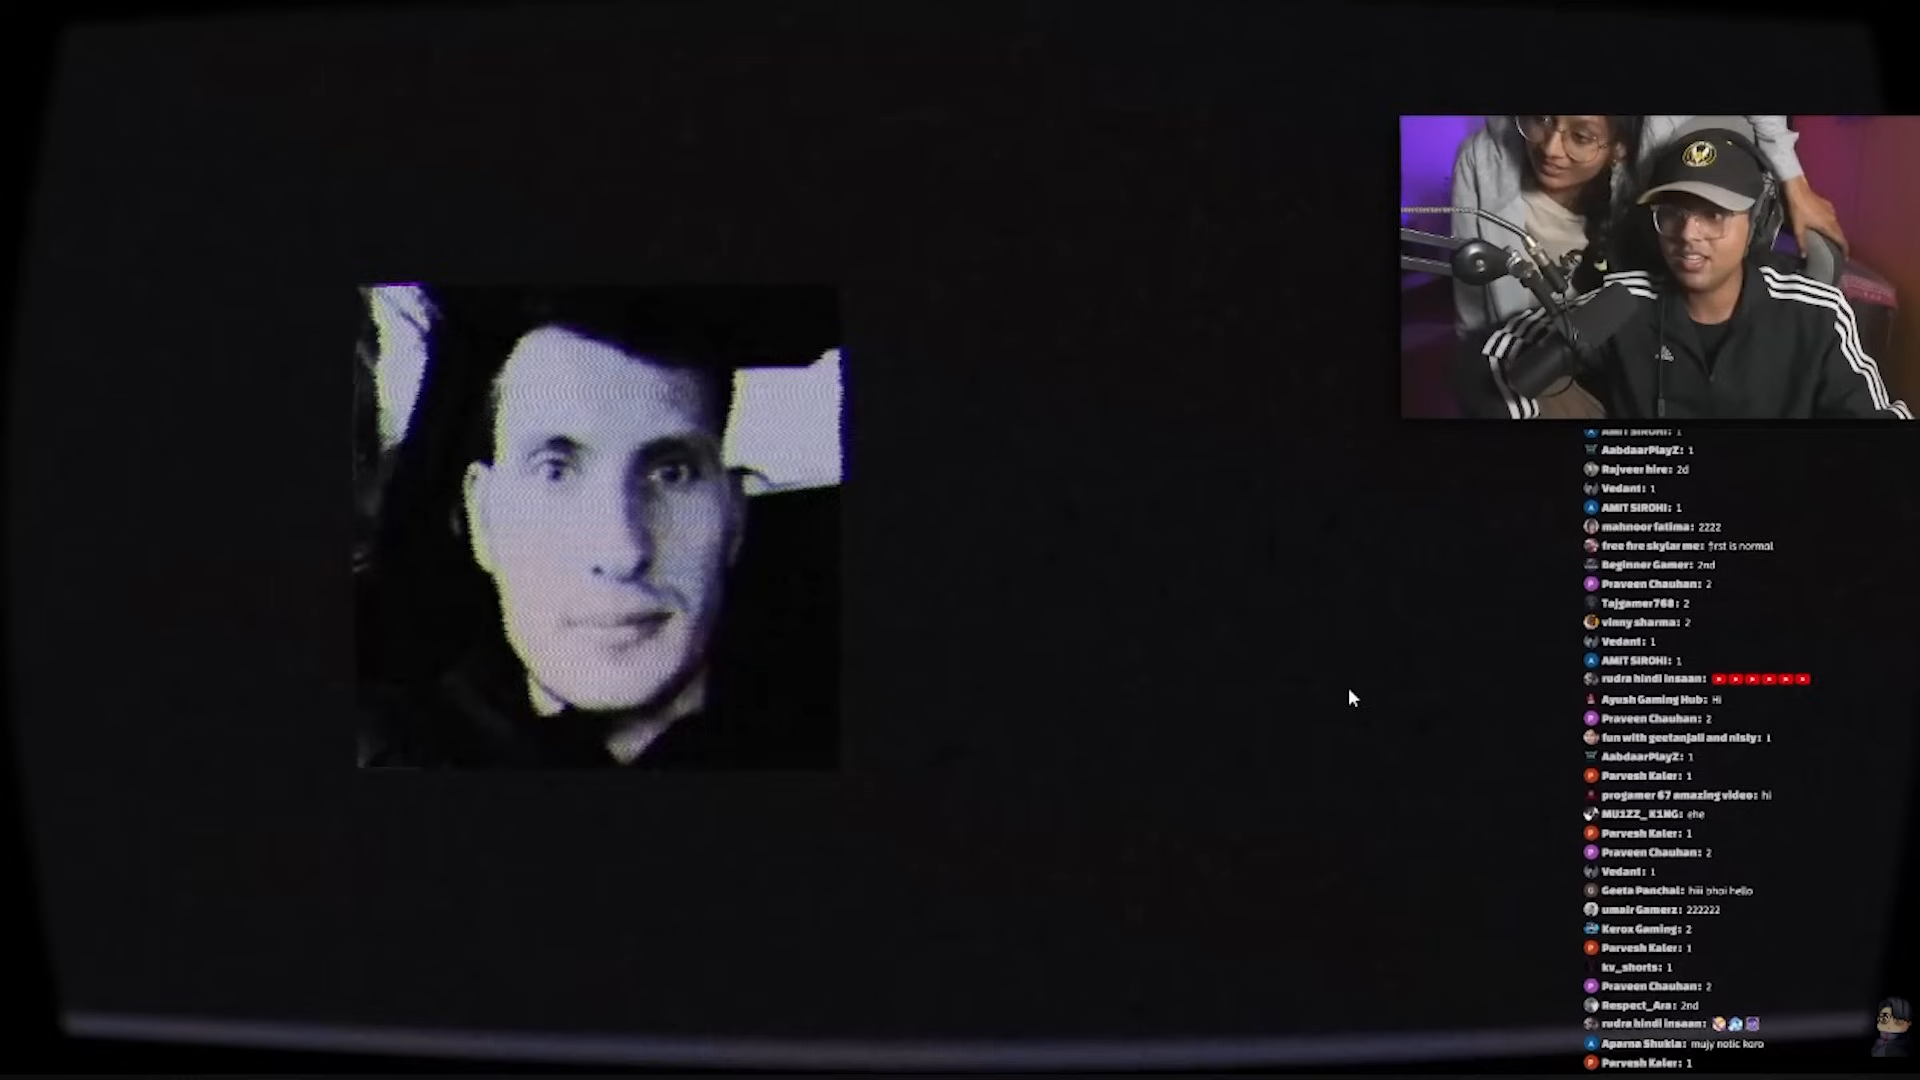 AMIT SIROHI: 1
AabdaarPlayZ: 1
Rajveer hire: 2d
Vedant: 1
AMIT SIROHI: 1
mahnoor fatima: 2222
free fire skylar me: first is normal
Beginner Gamer: 2nd
Praveen Chauhan: 2
Tajgamer768: 2
vinny sharma: 2
Vedant: 1
AMIT SIROHI: 1
rudra hindi insaan:
Ayush Gaming Hub: Hi
Praveen Chauhan: 2
fun with geetanjali and nisty: 1
AabdaarPlayZ: 1
Parvesh Kaler: 1
progamer 67 amazing video: hi
MU1ZZ_K1NG: ehe
Parvesh Kaler: 1
Praveen Chauhan: 2
Vedant: 1
Geeta Panchal: hiii bhai hello
umair Gamerz: 222222
Kerox Gaming: 2
Parvesh Kaler: 1
kv_shorts: 1
Praveen Chauhan: 2
Respect_Ara: 2nd
rudra hindi insaan:
Aparna Shukla: mujy notic karo
Parvesh Kaler: 1